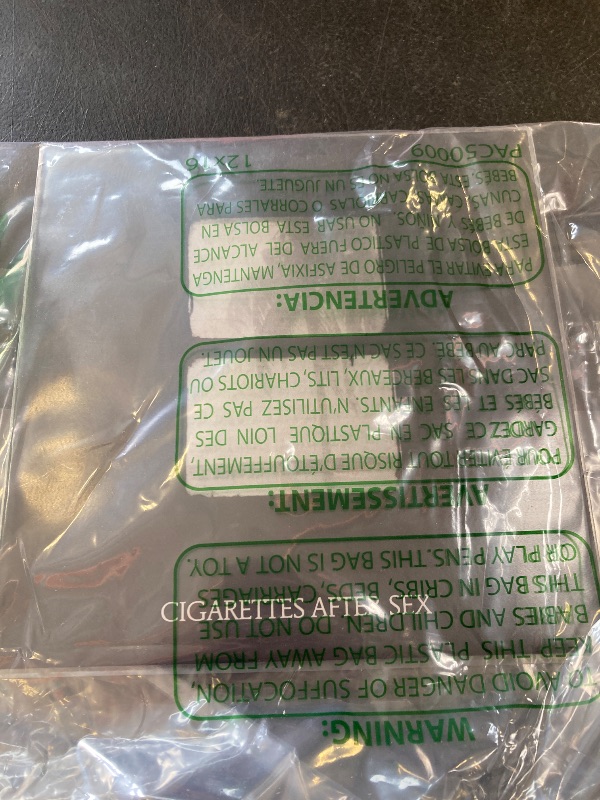 WARNING:
TO AVOID DANGER OF SUFFOCATION,
KEEP THIS PLASTIC BAG AWAY FROM
BABIES AND CHILDREN. DO NOT USE
THIS BAG IN CRIBS, BEDS, CARRIAGES
OR PLAY PENS. THIS BAG IS NOT A TOY.
AVERTISSEMENT:
POUR ÉVITER TOUT RISQUE D'ÉTOUFFEMENT,
GARDEZ CE SAC EN PLASTIQUE LOIN DES
BEBÉS ET DES ENFANTS. N'UTILISEZ PAS CE
SAC DANS LES BERCEAUX, LITS, CHARIOTS OU
PARC AU BEBE. CE SAC N'EST PAS UN JOUET.
ADVERTENCIA:
PARA EVITAR EL PELIGRO DE ASFIXIA, MANTENGA
ESTA BOLSA DE PLASTICO FUERA DEL ALCANCE
DE BEBÉS Y NIÑOS. NO USAR ESTA BOLSA EN
CUNAS, CAMAS, CARRIOLAS O CORRALES PARA
BEBES. ESTA BOLSA NO ES UN JUGUETE.
PAC50009 12x16
CIGARETTES AFTER SEX